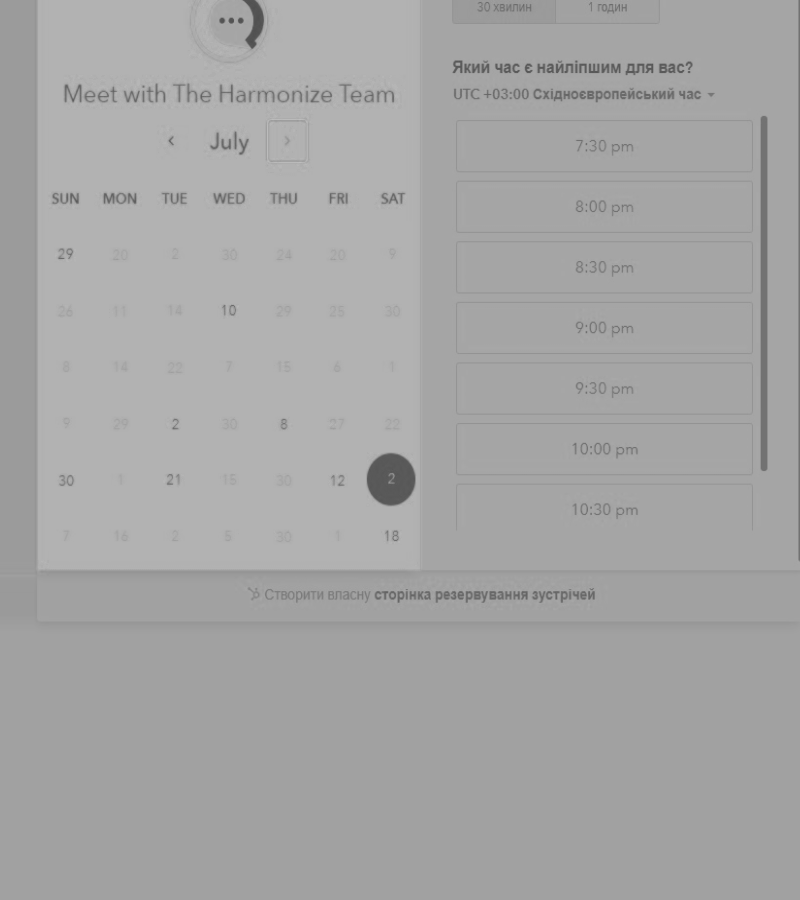 30 хвилин 1 годин
Який час є найліпшим для вас?
UTC +03:00 Східноєвропейський час
Meet with The Harmonize Team
July
SUN MON TUE WED THU FRI SAT
29 20 2 30 24 20 9
26 11 14 10 29 25 30
8 14 22 7 15 6 1
9 29 2 30 8 27 22
30 1 21 15 30 12 2
7 16 2 5 30 1 18
7:30 pm
8:00 pm
8:30 pm
9:00 pm
9:30 pm
10:00 pm
10:30 pm
Створити власну сторінка резервування зустрічей